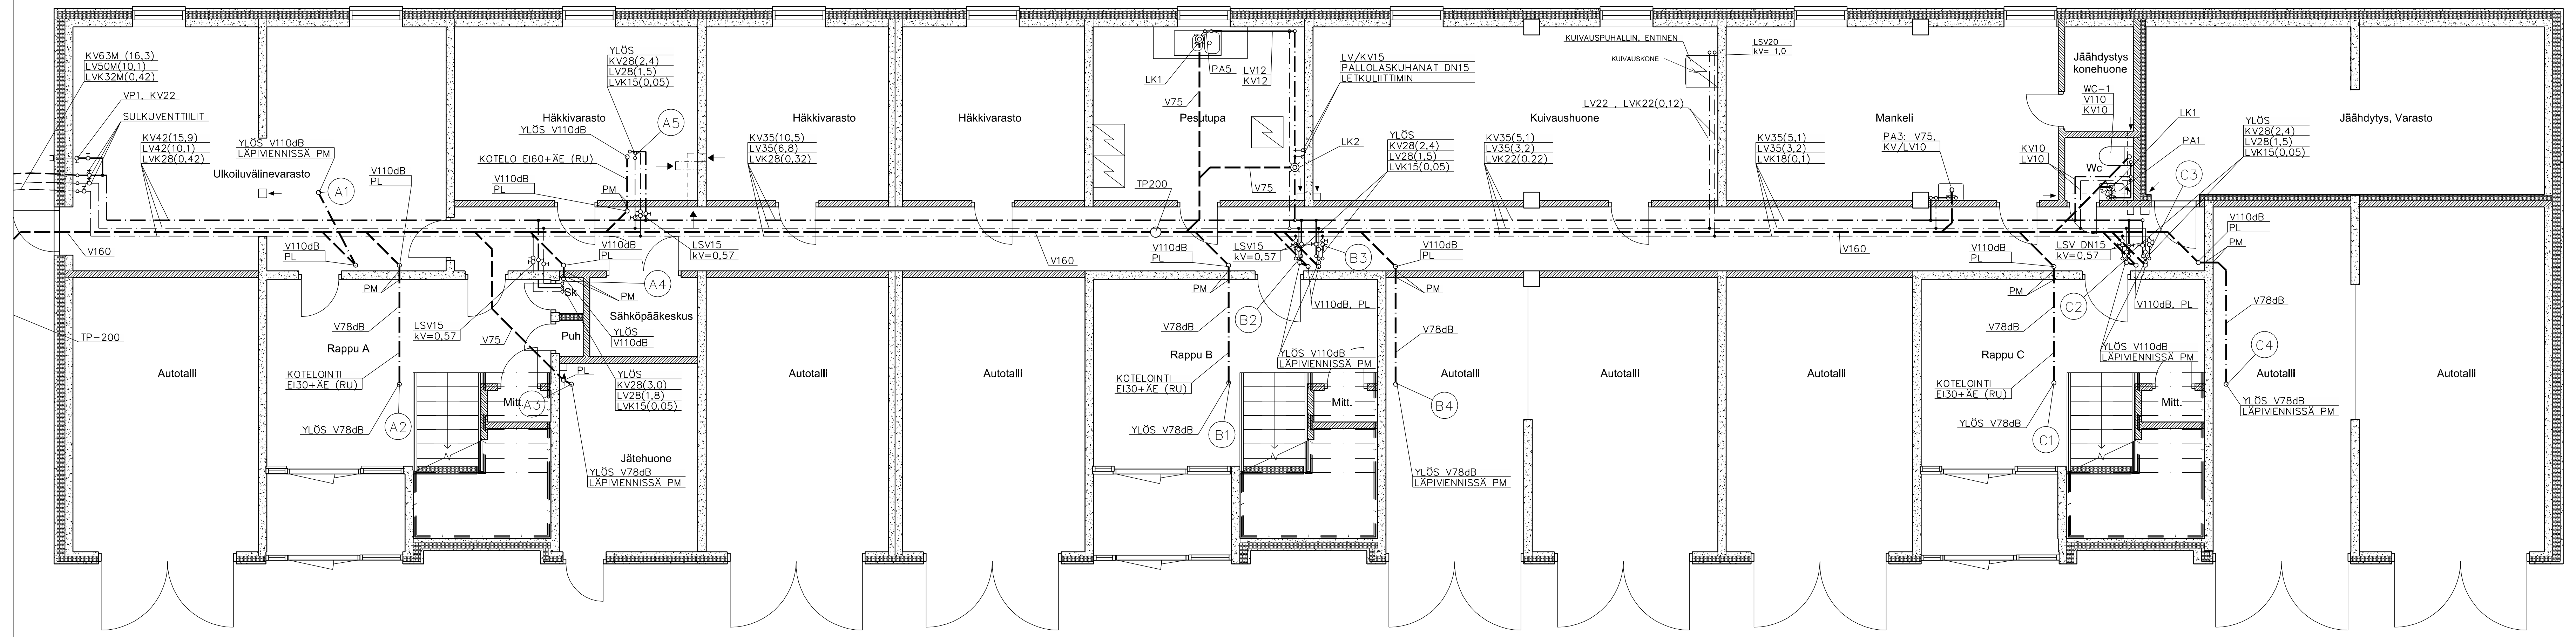 KV63M (16,3)
LV50M(10,1)
LVK32M(0,42)
VP1, KV22
SULKUVENTTIILIT
KV42(15,9)
LV42(10,1)
LVK28(0,42)
YLÖS V110dB
LÄPIVIENNISSÄ PM
Ulkoiluvälinevarasto
A1
V110dB
PL
V110dB
PL
V160
TP-200
PM
V78dB
Rappu A
KOTELOINTI
EI30+ÄE (RU)
YLÖS V78dB
A2
Autotalli
Häkkivarasto
YLÖS V110dB
YLÖS
KV28(2,4)
LV28(1,5)
LVK15(0,05)
A5
KOTELO EI60+ÄE (RU)
V110dB
PL
PM
V110dB
PL
LSV15
kV=0,57
A4
Sk
PM
Sähköpääkeskus
Puh
YLÖS
V110dB
LSV15
kV=0,57
V75
PL
YLÖS
KV28(3,0)
LV28(1,8)
LVK15(0,05)
Mitt.
A3
Jätehuone
YLÖS V78dB
LÄPIVIENNISSÄ PM
Häkkivarasto
KV35(10,5)
LV35(6,8)
LVK28(0,32)
Häkkivarasto
Autotalli
Autotalli
V160
TP200
LK1
PA5
LV12
KV12
V75
Pesutupa
V75
LK2
LV/KV15
PALLOLASKUHANAT DN15
LETKULIITTIMIN
YLÖS
KV28(2,4)
LV28(1,5)
LVK15(0,05)
Kuivaushuone
KV35(5,1)
LV35(3,2)
LVK22(0,22)
KUIVAUSPUHALLIN, ENTINEN
KUIVAUSKONE
LSV20
kV= 1,0
LV22 , LVK22(0,12)
V110dB
PL
LSV15
kV=0,57
B3
V110dB
PL
PM
B2
V110dB, PL
PM
V78dB
V78dB
Rappu B
YLÖS V110dB
LÄPIVIENNISSÄ PM
KOTELOINTI
EI30+ÄE (RU)
YLÖS V78dB
B1
Mitt.
Autotalli
B4
YLÖS V78dB
LÄPIVIENNISSÄ PM
Autotalli
Mankeli
KV35(5,1)
LV35(3,2)
LVK18(0,1)
PA3; V75,
KV/LV10
V160
Autotalli
Jäähdytys
konehuone
WC-1
V110
KV10
LK1
PA1
KV10
LV10
Wc
YLÖS
KV28(2,4)
LV28(1,5)
LVK15(0,05)
C3
Jäähdytys, Varasto
V110dB
PL
LSV DN15
kV=0,57
V110dB
PL
PM
PM
C2
V110dB, PL
V78dB
V78dB
Rappu C
YLÖS V110dB
LÄPIVIENNISSÄ PM
C4
KOTELOINTI
EI30+ÄE (RU)
YLÖS V78dB
C1
Mitt.
Autotalli
YLÖS V78dB
LÄPIVIENNISSÄ PM
Autotalli